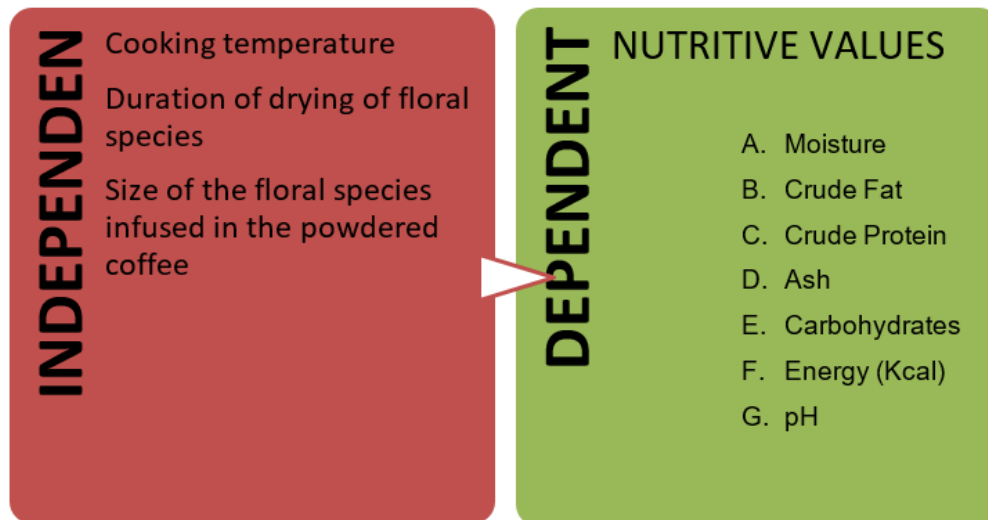 INDEPENDEN
Cooking temperature
Duration of drying of floral
species
Size of the floral species
infused in the powdered
coffee
DEPENDENT
NUTRITIVE VALUES
A. Moisture
B. Crude Fat
C. Crude Protein
D. Ash
E. Carbohydrates
F. Energy (Kcal)
G. pH